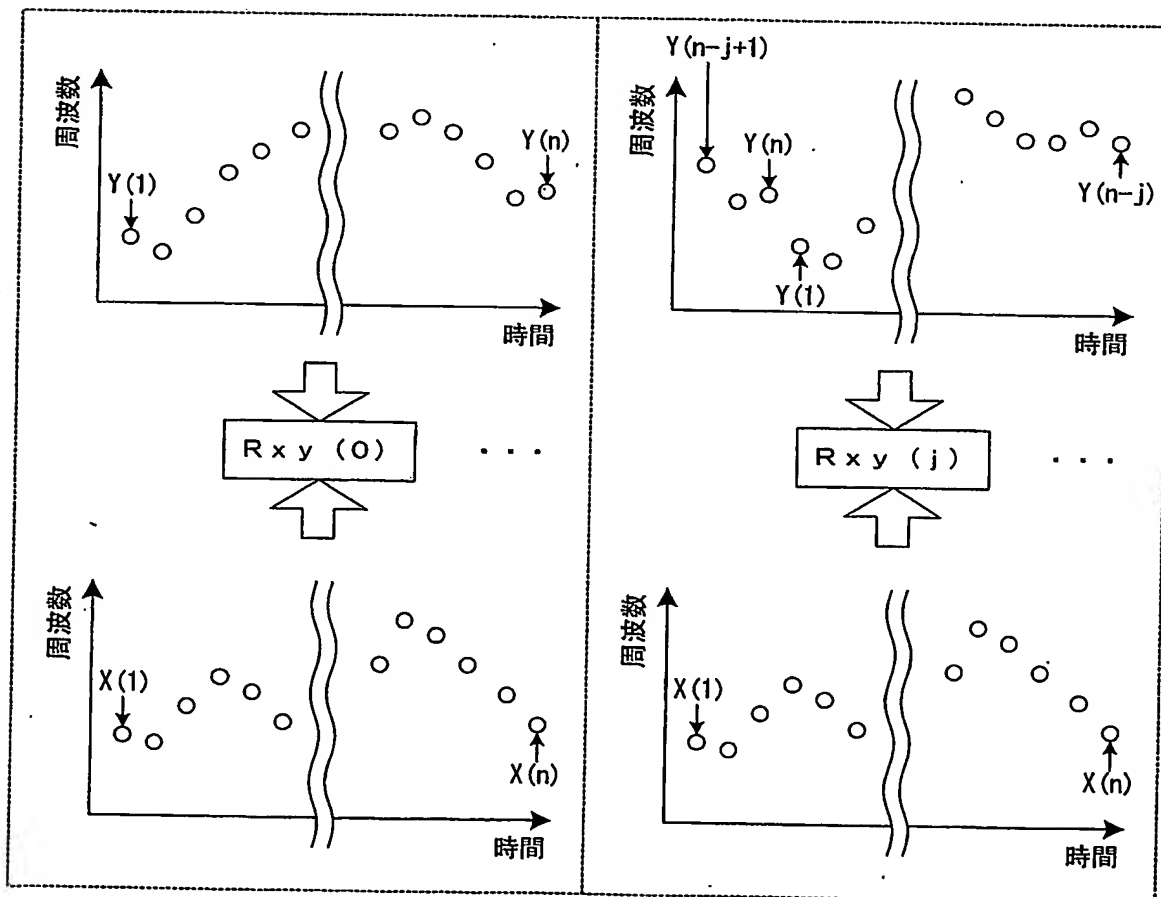 周波数
Y(1)
Y(n)
時間
Rxy(0)
・・・
周波数
X(1)
X(n)
時間
周波数
Y(n-j+1)
Y(n)
Y(1)
Y(n-j)
時間
Rxy(j)
・・・
周波数
X(1)
X(n)
時間